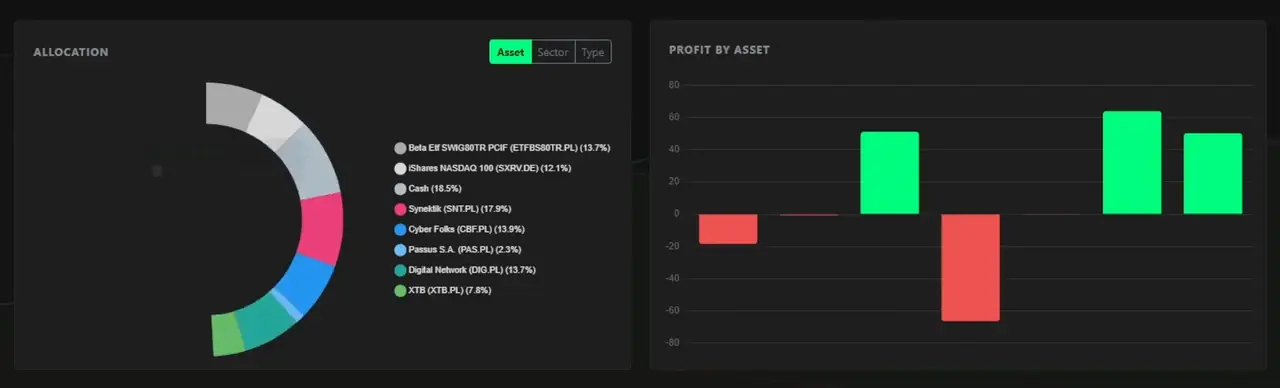 ALLOCATION
Asset Sector Type
Beta Etf SWIG80TR PCIF (ETFBS80TR.PL) (13.7%)
iShares NASDAQ 100 (SXRV.DE) (12.1%)
Cash (18.5%)
Synektik (SNT.PL) (17.9%)
Cyber Folks (CBF.PL) (13.9%)
Passus S.A. (PAS.PL) (2.3%)
Digital Network (DIG.PL) (13.7%)
XTB (XTB.PL) (7.8%)
PROFIT BY ASSET
80
60
40
20
0
-20
-40
-60
-80